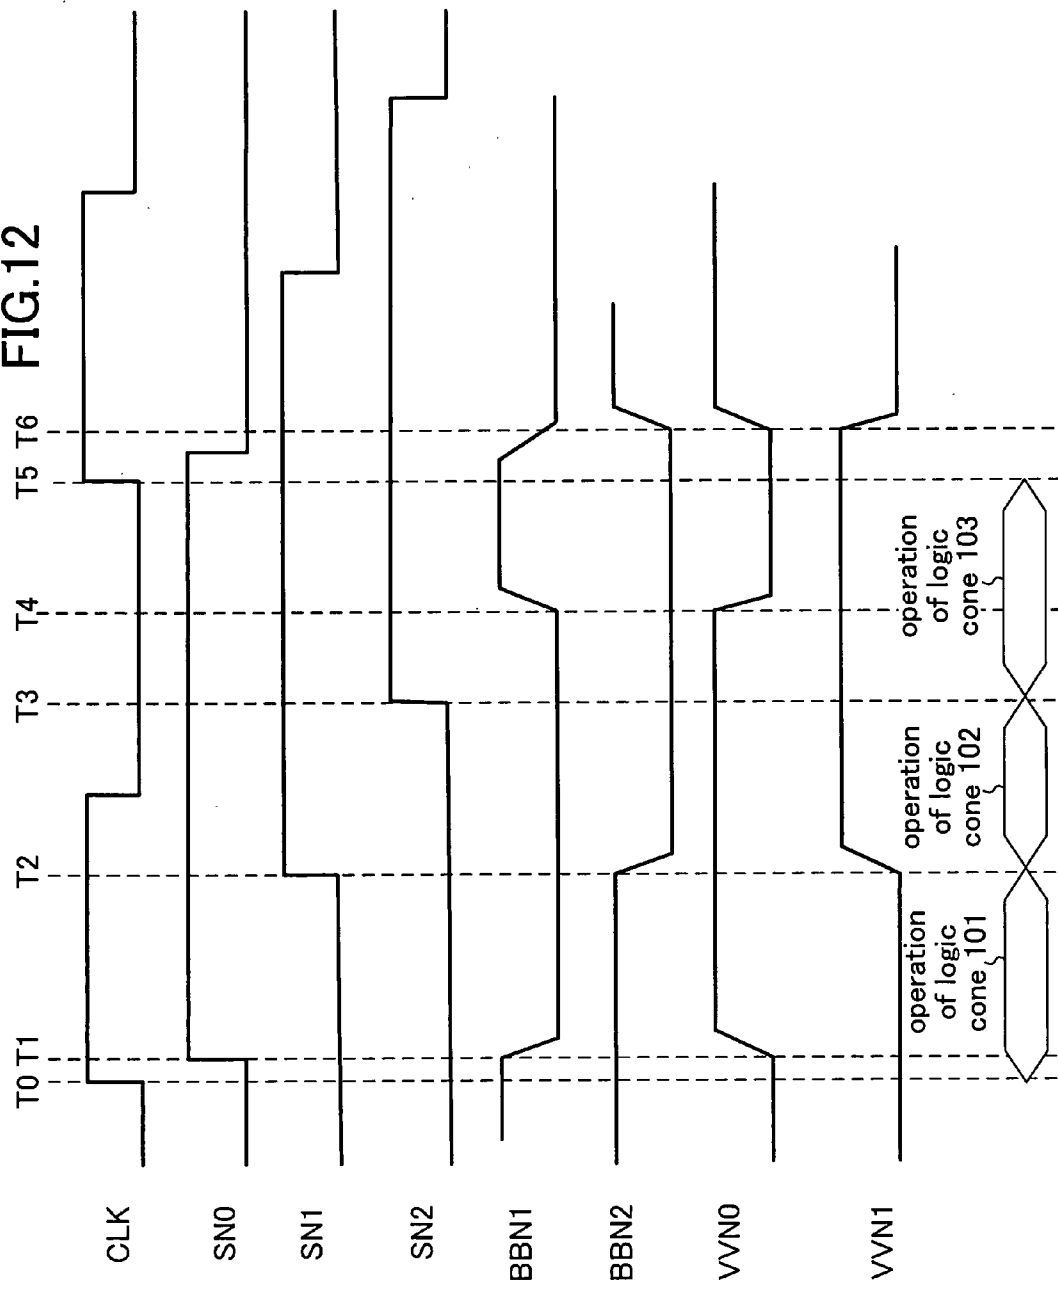 FIG.12
T0
T1
T2
T3
T4
T5
T6
CLK
SN0
SN1
SN2
BBN1
BBN2
VVN0
VVN1
operation
of logic
cone 101
operation
of logic
cone 102
operation
of logic
cone 103